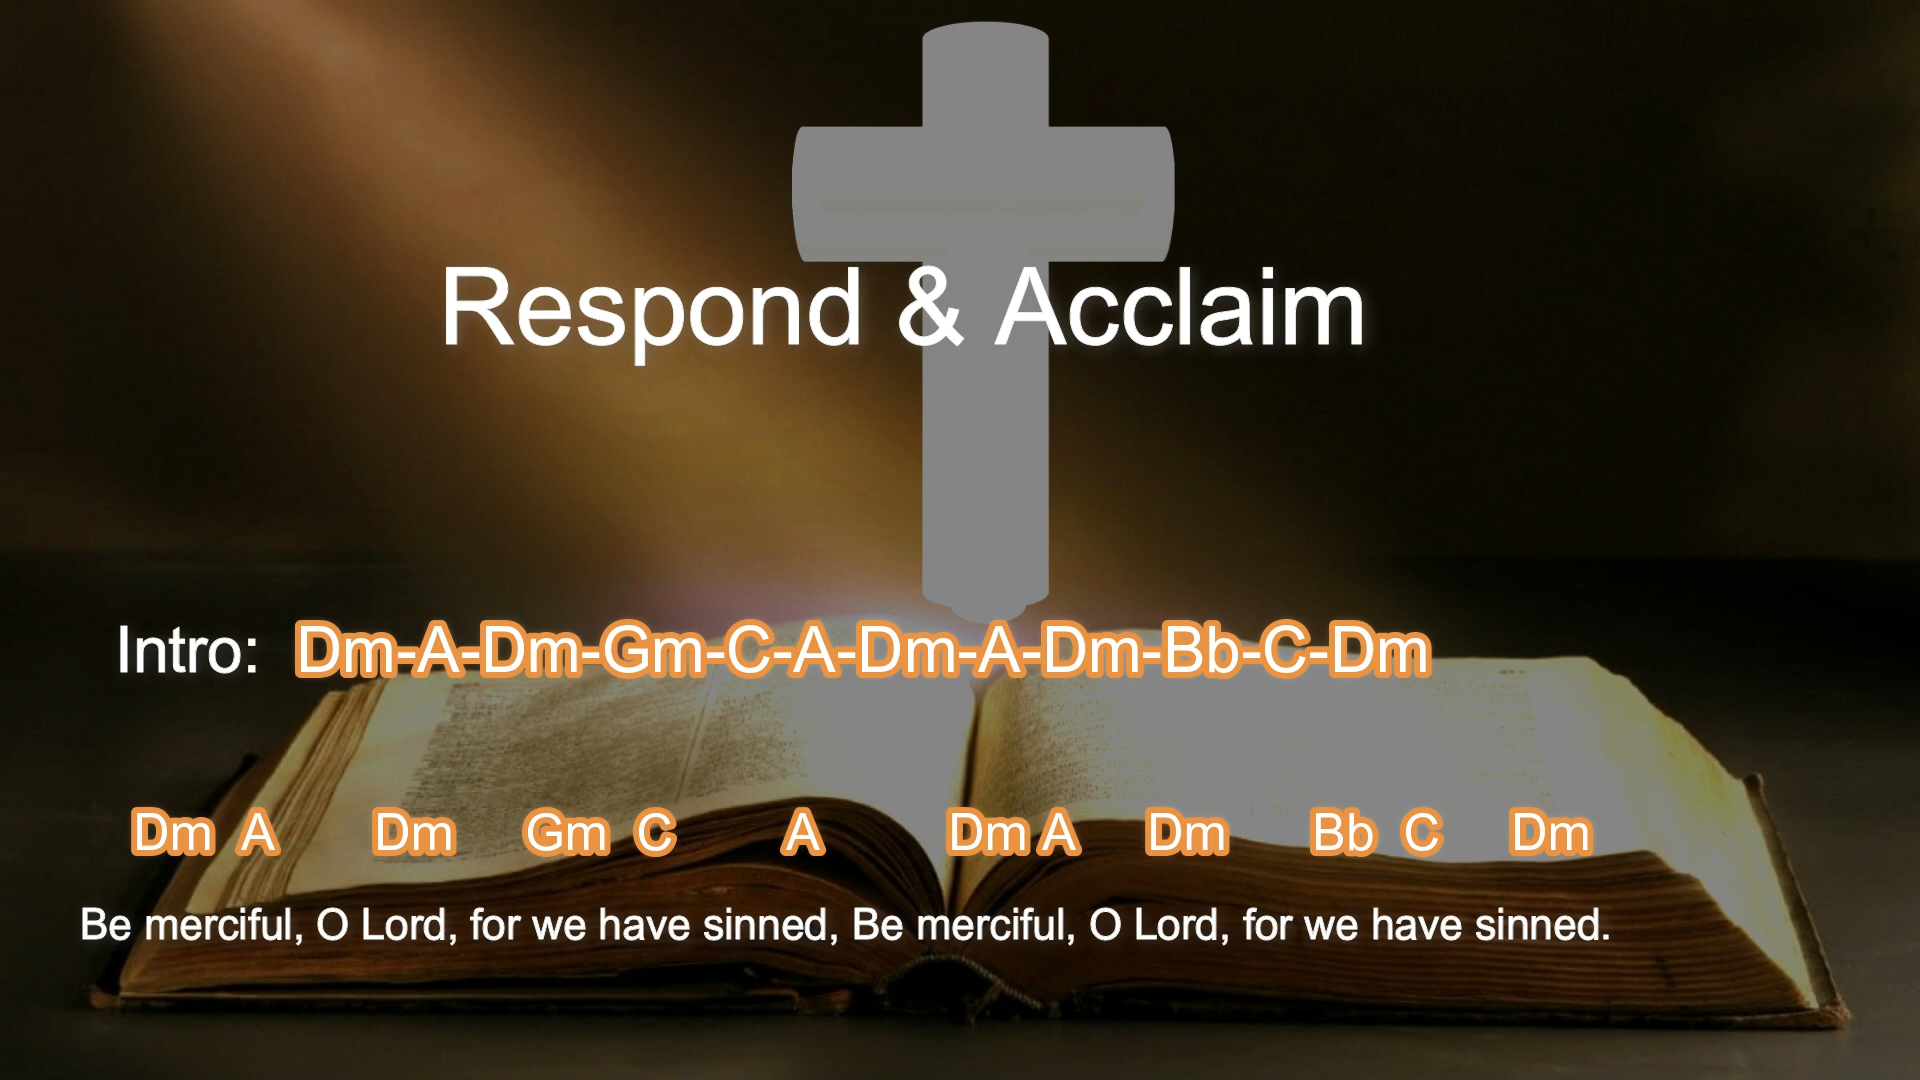 Respond & Acclaim
Intro: Dm-A-Dm-Gm-C-A-Dm-A-Dm-Bb-C-Dm
Dm A Dm Gm C A Dm A Dm Bb C Dm
Be merciful, O Lord, for we have sinned, Be merciful, O Lord, for we have sinned.